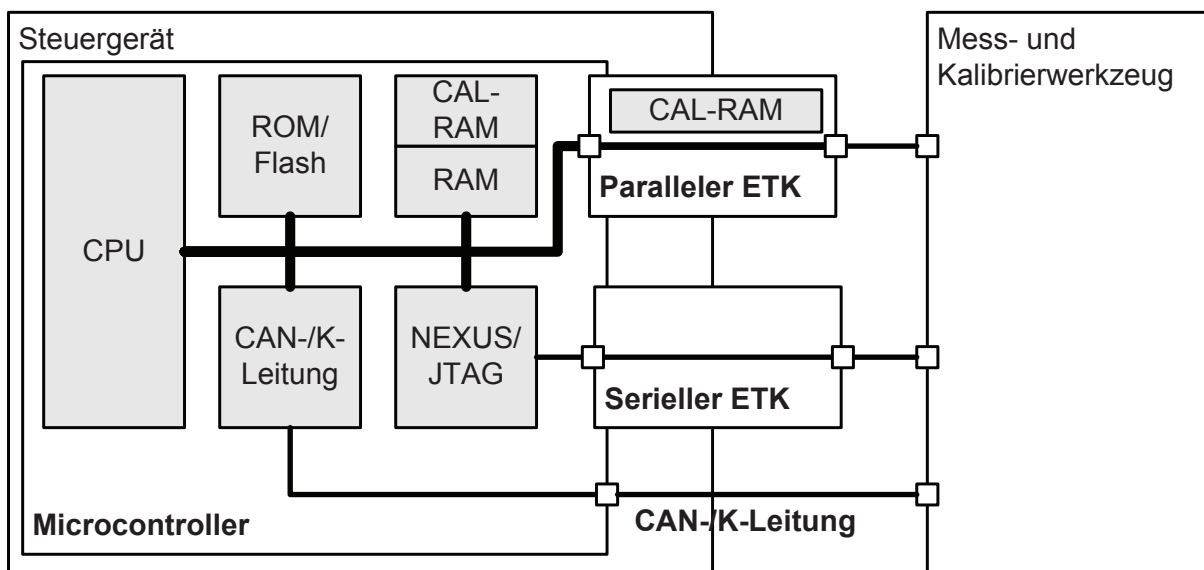 Steuergerät
Mess- und
Kalibrierwerkzeug
CPU
ROM/
Flash
CAL-
RAM
RAM
CAL-RAM
Paralleler ETK
CAN-/K-
Leitung
NEXUS/
JTAG
Serieller ETK
Microcontroller
CAN-/K-Leitung